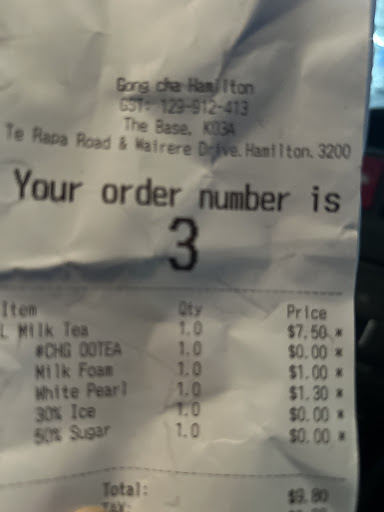 Gong cha Hamilton
GST: 129-912-413
The Base, K03A
Te Rapa Road & Wairere Drive, Hamilton, 3200
Your order number is
3
Item Qty Price
L Milk Tea 1.0 $7.50 *
#CHG OOTEA 1.0 $0.00 *
Milk Foam 1.0 $1.00 *
White Pearl 1.0 $1.30 *
30% Ice 1.0 $0.00 *
50% Sugar 1.0 $0.00 *
Total: $9.80
TAX: